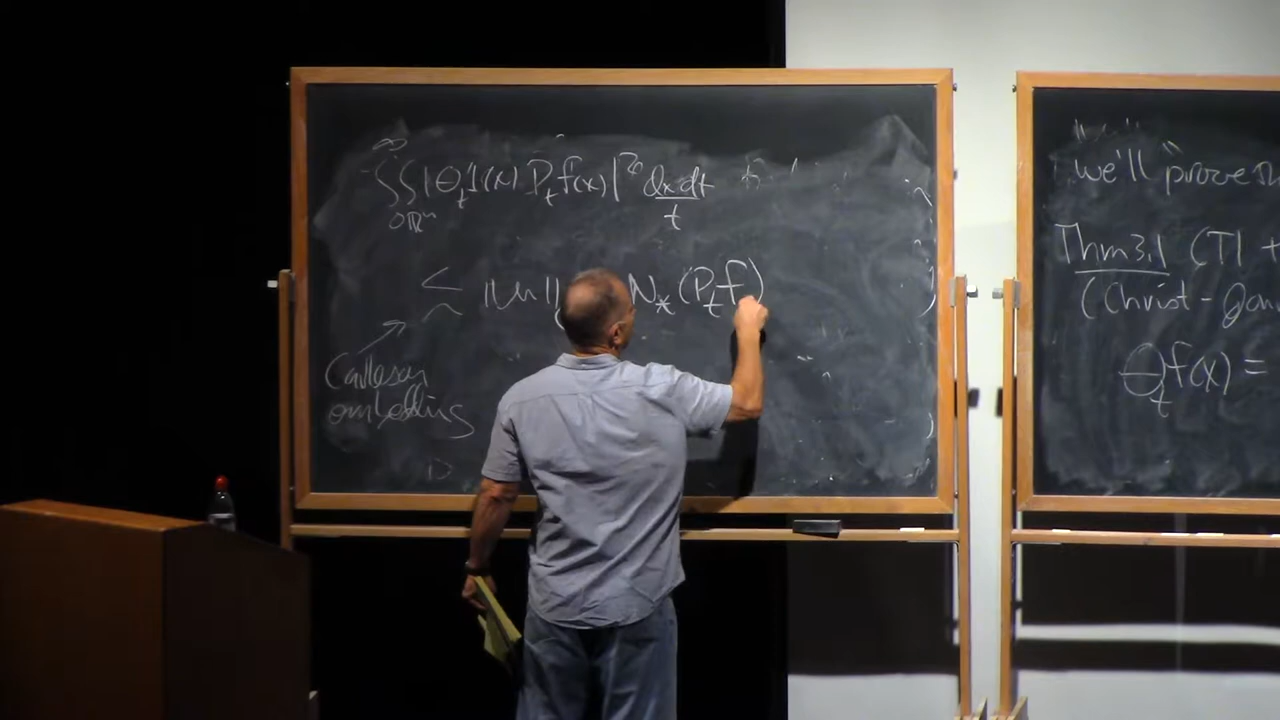 ∫₀^∞∫_ℝⁿ |θ_t 1(x) P_t f(x)|² dx dt / t
≲ ‖μ‖ N_* (P_t f)
Carleson
embedding
we'll prove
Thm 3.1 (T1 +
(Christ-
θ_t f(x) =